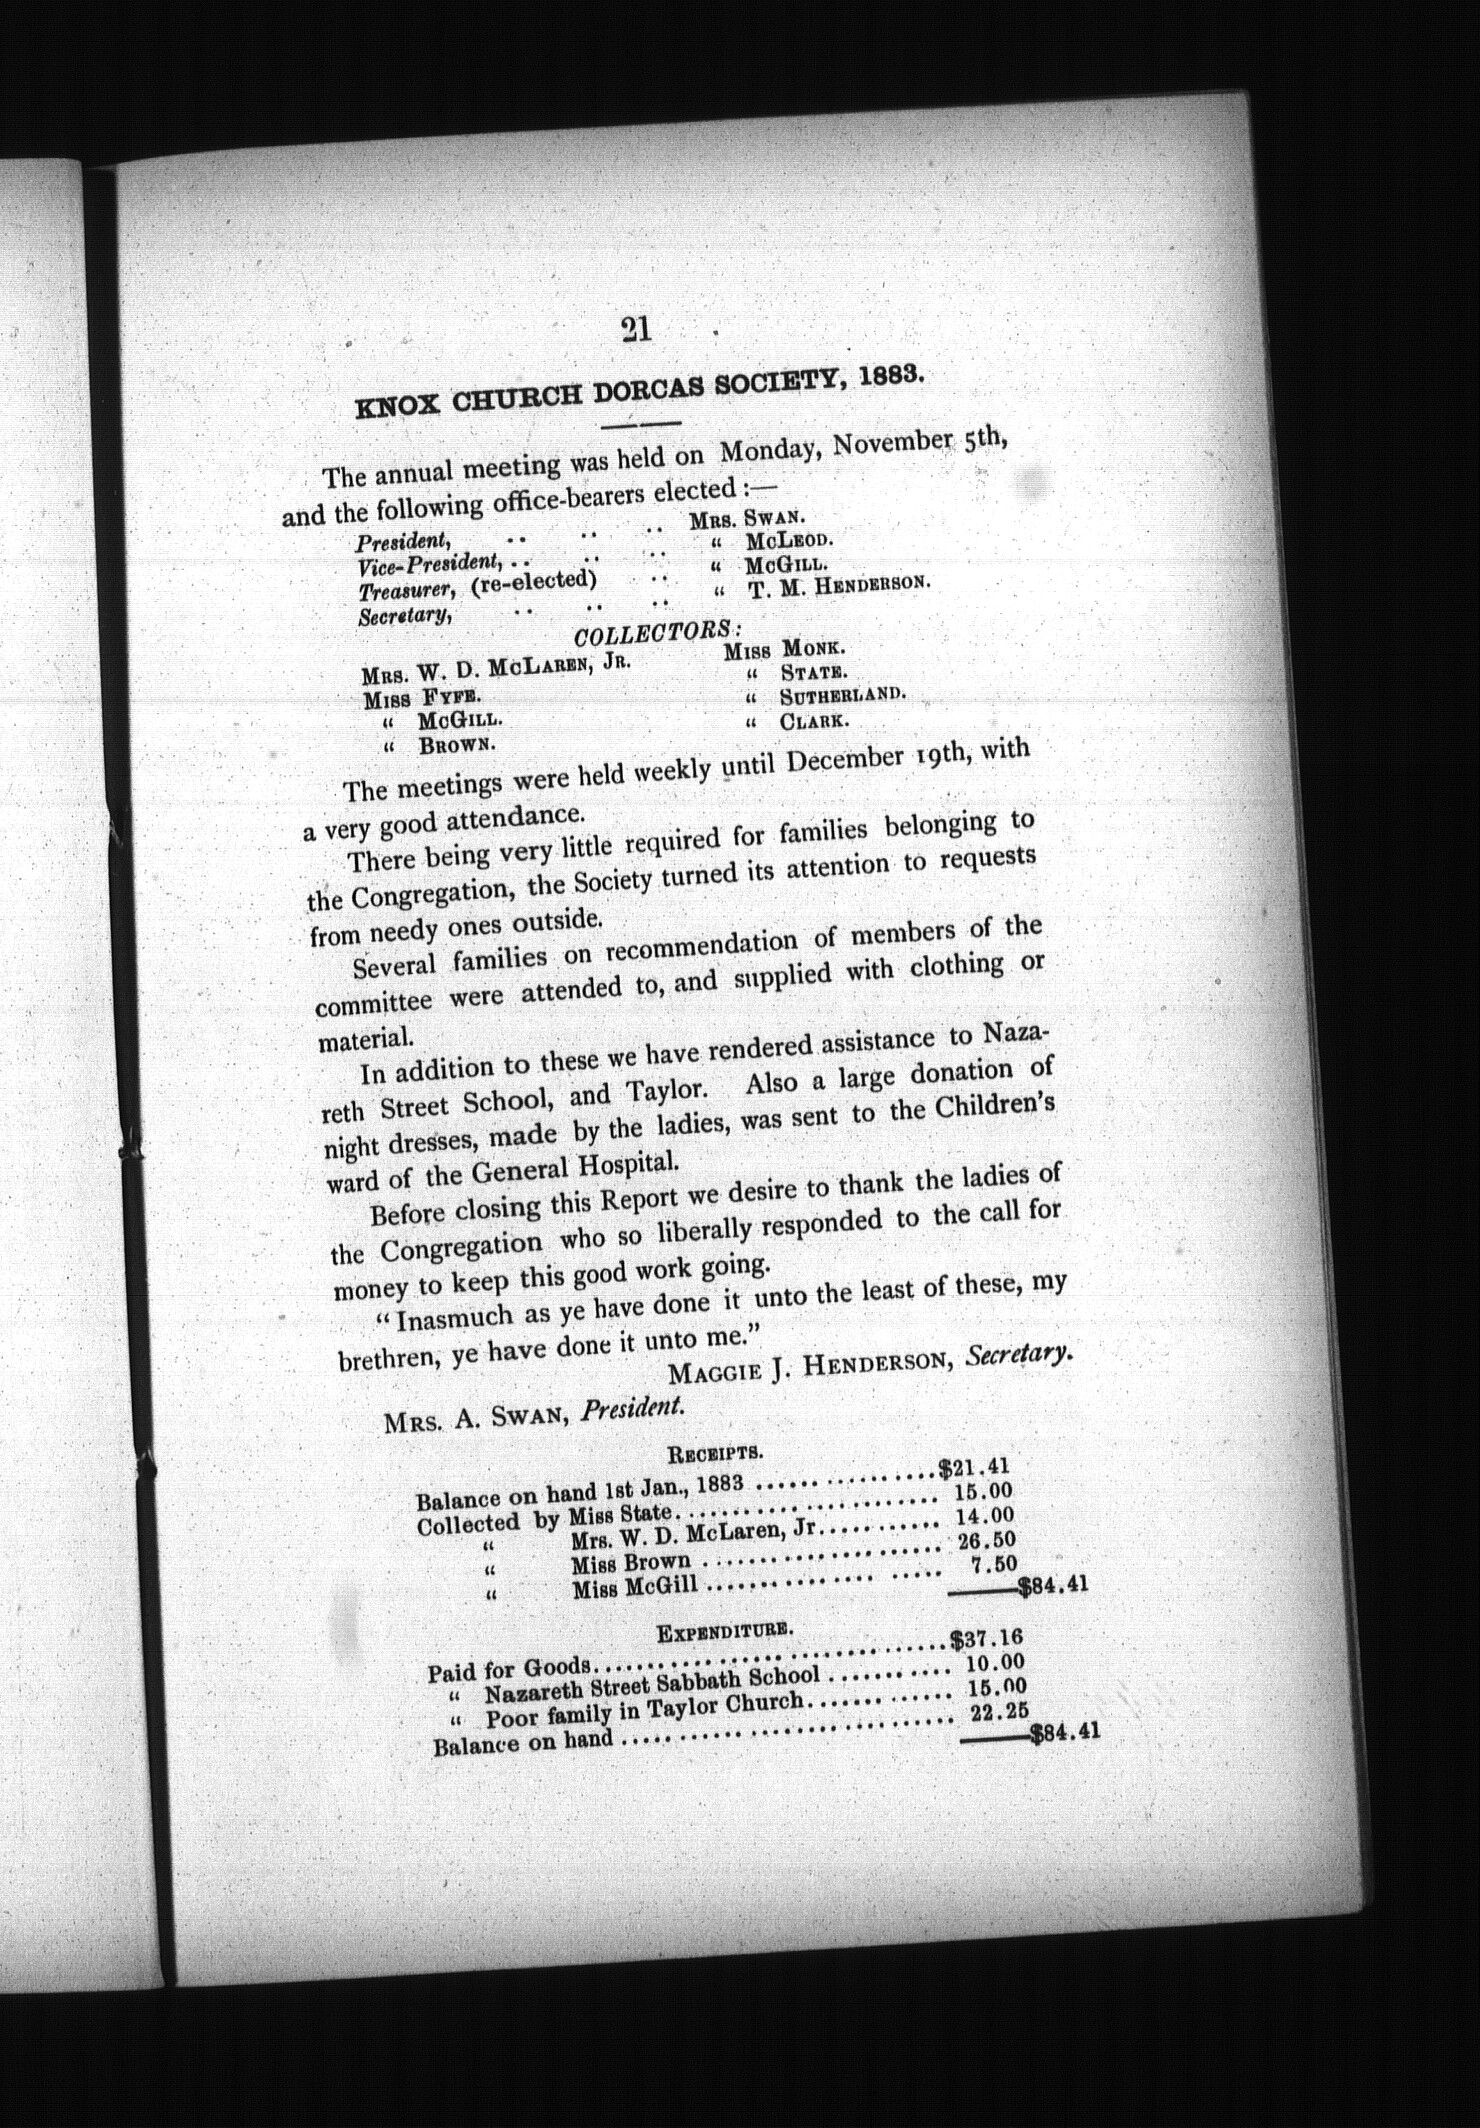 21
KNOX CHURCH DORCAS SOCIETY, 1883.
The annual meeting was held on Monday, November 5th,
and the following office-bearers elected :—
President, .. .. .. MRS. SWAN.
Vice-President, .. .. .. “ MCLEOD.
Treasurer, (re-elected) .. “ MCGILL.
Secretary, .. .. .. “ T. M. HENDERSON.
COLLECTORS:
MRS. W. D. MCLAREN, JR. MISS MONK.
MISS FYFE. “ STATE.
“ MCGILL. “ SUTHERLAND.
“ BROWN. “ CLARK.
The meetings were held weekly until December 19th, with
a very good attendance.
There being very little required for families belonging to
the Congregation, the Society turned its attention to requests
from needy ones outside.
Several families on recommendation of members of the
committee were attended to, and supplied with clothing or
material.
In addition to these we have rendered assistance to Naza-
reth Street School, and Taylor. Also a large donation of
night dresses, made by the ladies, was sent to the Children's
ward of the General Hospital.
Before closing this Report we desire to thank the ladies of
the Congregation who so liberally responded to the call for
money to keep this good work going.
“Inasmuch as ye have done it unto the least of these, my
brethren, ye have done it unto me.”
MAGGIE J. HENDERSON, Secretary.
MRS. A. SWAN, President.
RECEIPTS.
Balance on hand 1st Jan., 1883 .................. $21.41
Collected by Miss State......................... 15.00
“ Mrs. W. D. McLaren, Jr............ 14.00
“ Miss Brown ...................... 26.50
“ Miss McGill .................... 7.50
$84.41
EXPENDITURE.
Paid for Goods.................................. $37.16
“ Nazareth Street Sabbath School ........... 10.00
“ Poor family in Taylor Church............. 15.00
Balance on hand ............................... 22.25
$84.41